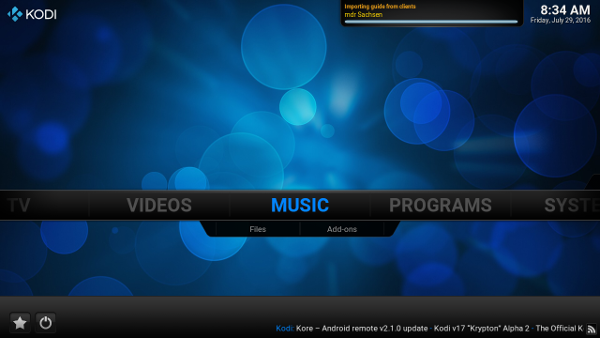 KODI
Importing guide from clients
mdr Sachsen
8:34 AM
Friday, July 29, 2016
TV VIDEOS MUSIC PROGRAMS SYSTE
Files Add-ons
Kodi: Kore – Android remote v2.1.0 update · Kodi v17 "Krypton" Alpha 2 · The Official K